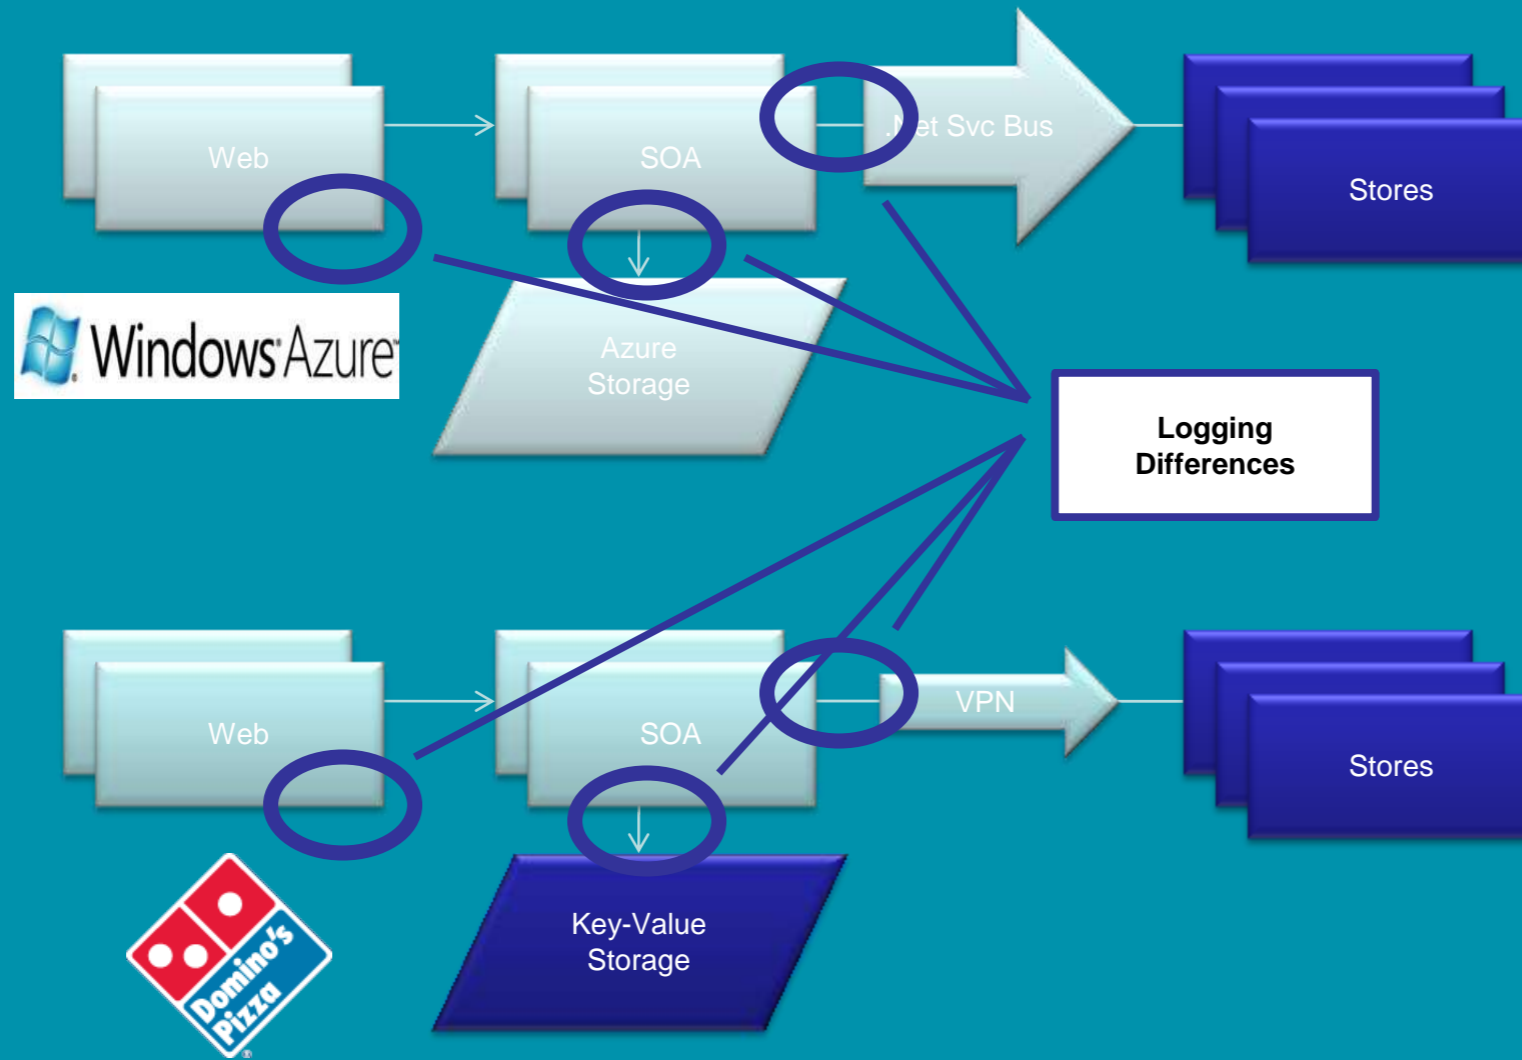 Web
SOA
.Net Svc Bus
Stores
Windows Azure™
Azure
Storage
Logging
Differences
Web
SOA
VPN
Stores
Domino's
Pizza
®
Key-Value
Storage